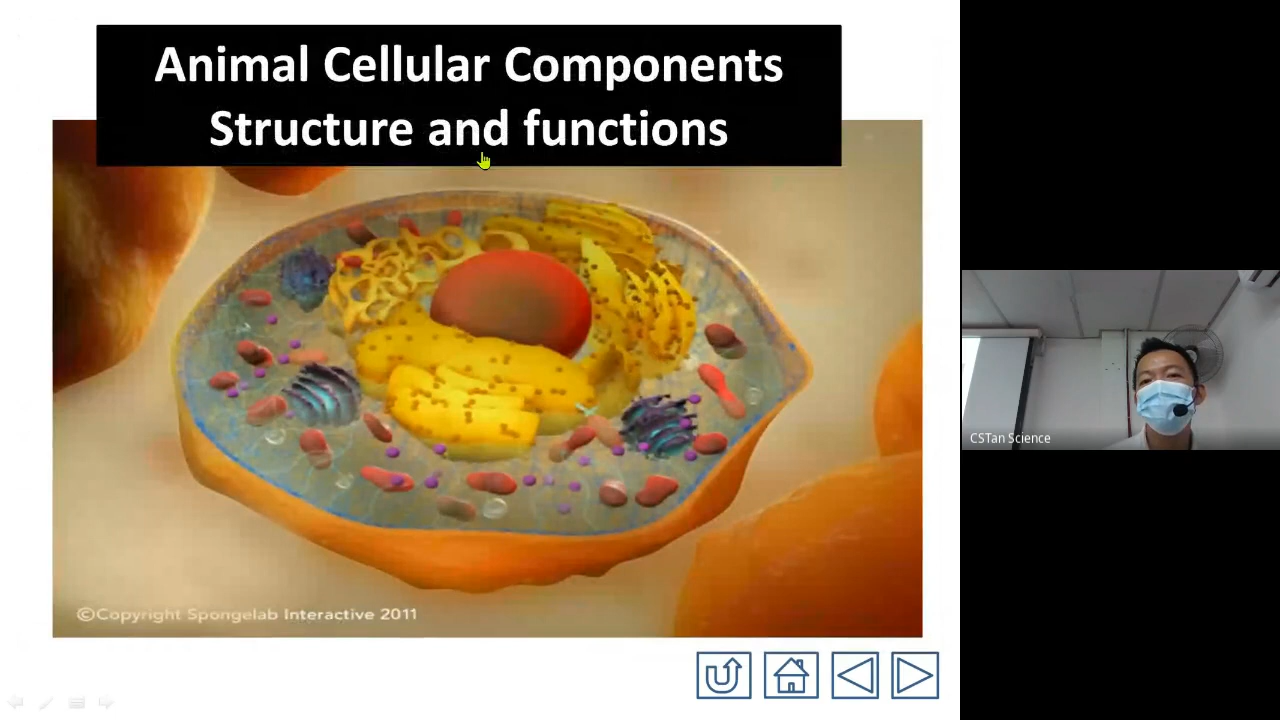 Animal Cellular Components
Structure and functions
©Copyright Spongelab Interactive 2011
CSTan Science